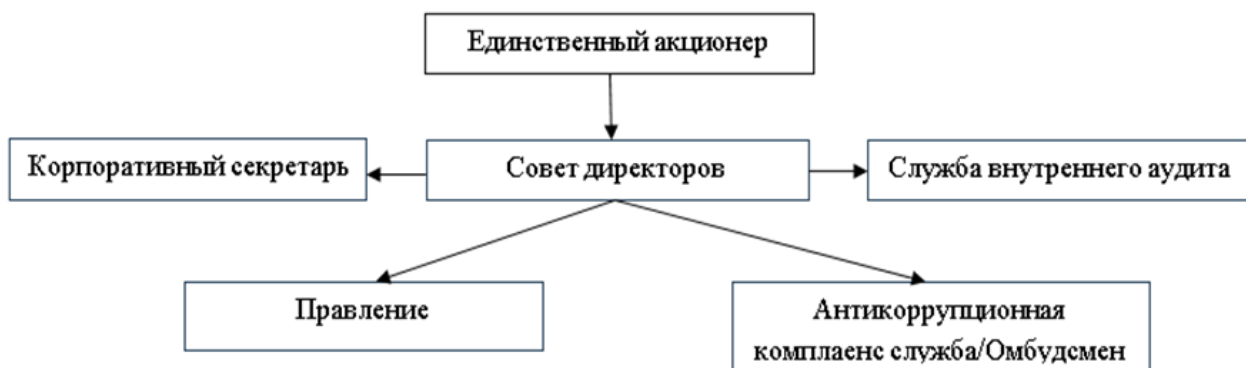 Единственный акционер
Корпоративный секретарь
Совет директоров
Служба внутреннего аудита
Правление
Антикоррупционная
комплаенс служба/Омбудсмен